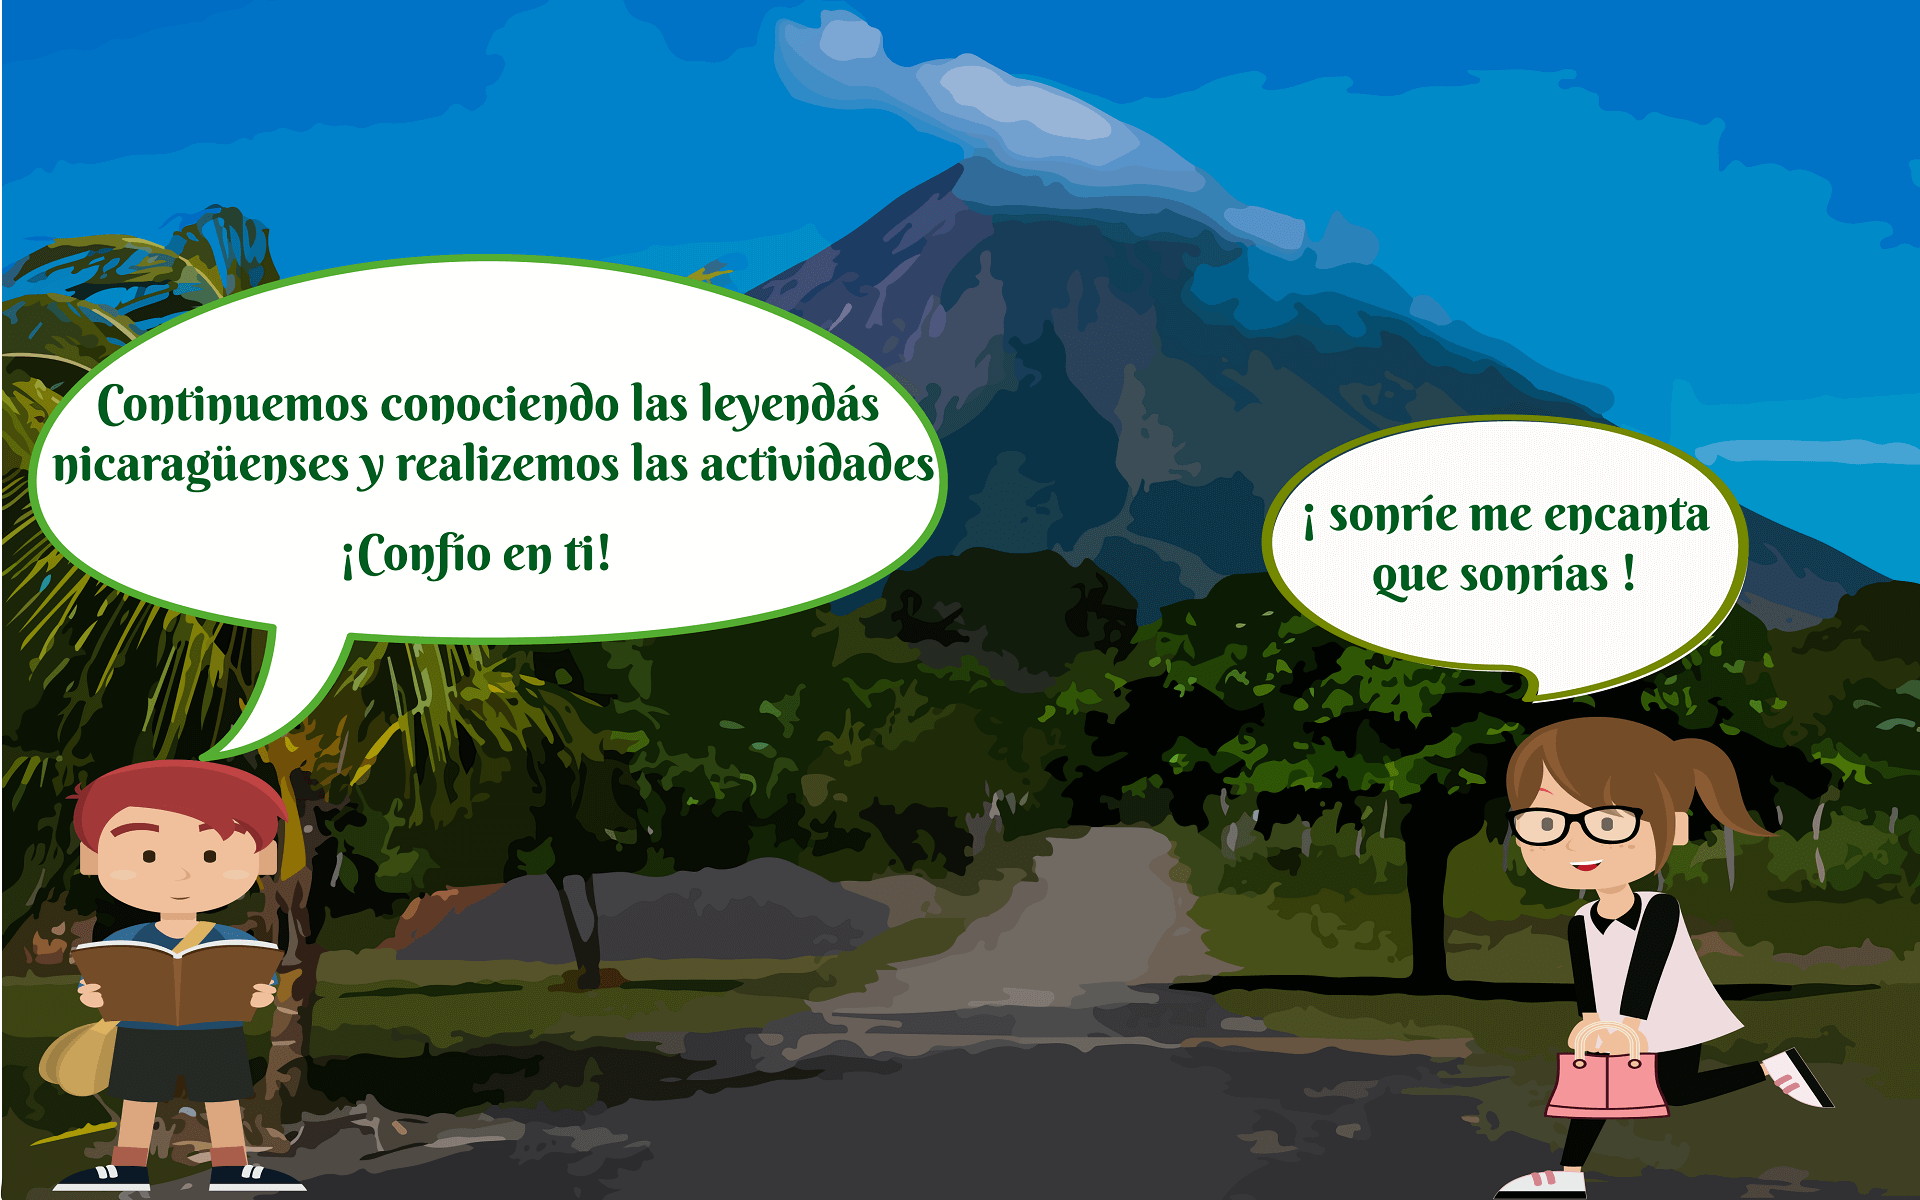 Continuemos conociendo las leyendás
nicaragüenses y realizemos las actividades
¡Confío en ti!
¡ sonríe me encanta
que sonrías !